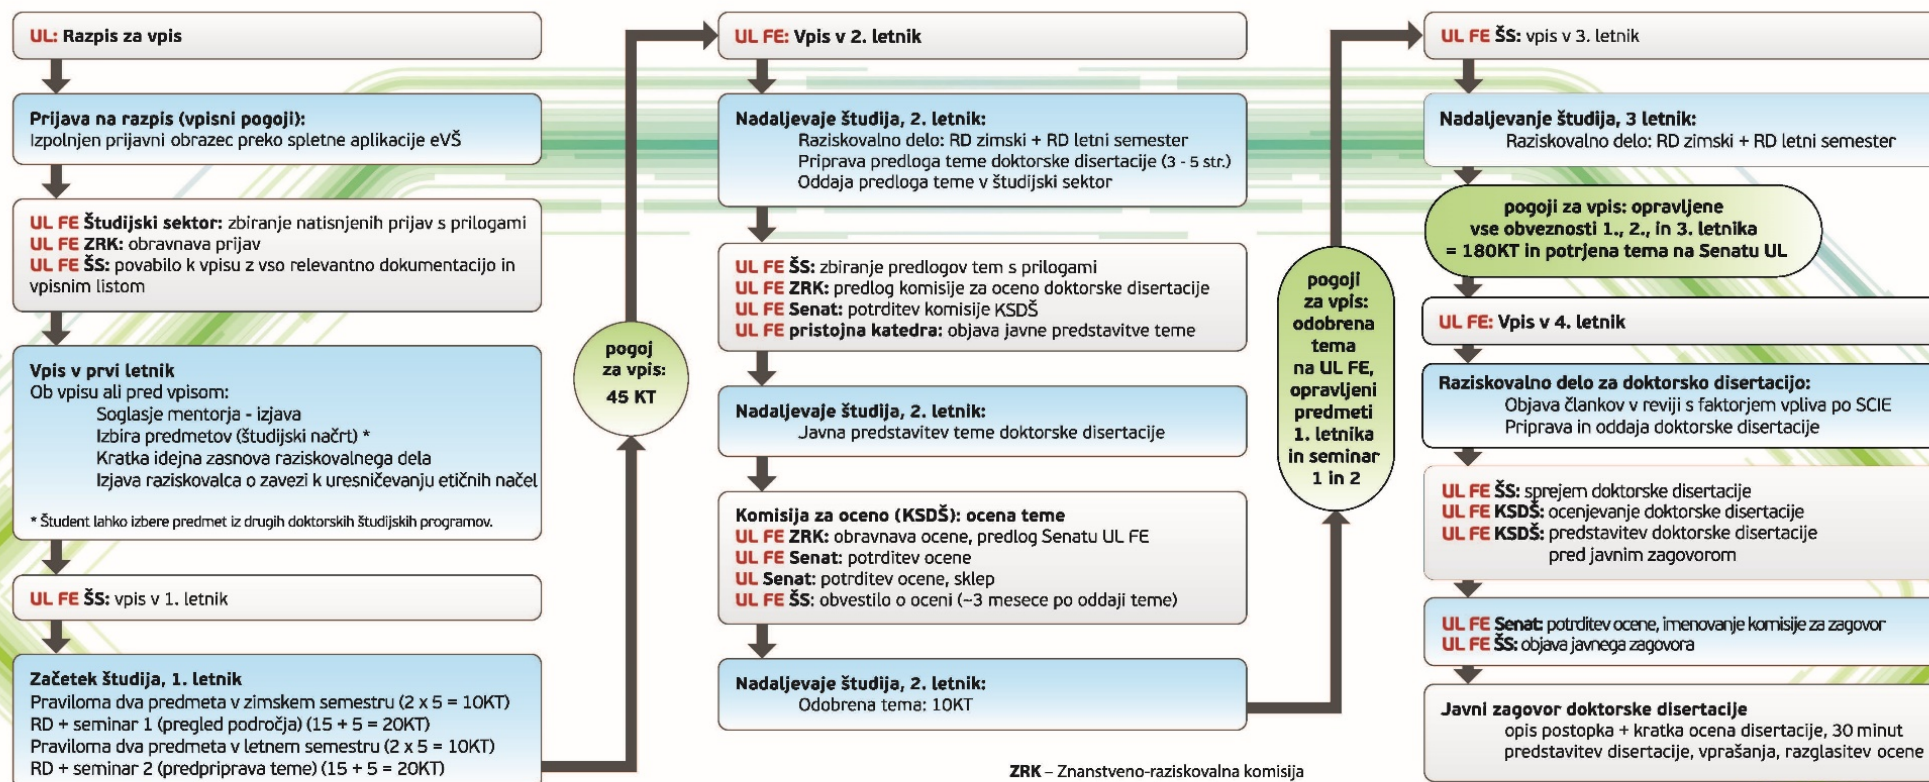 UL: Razpis za vpis
Prijava na razpis (vpisni pogoji):
Izpolnjen prijavni obrazec preko spletne aplikacije eVŠ
UL FE Študijski sektor: zbiranje natisnjenih prijav s prilogami
UL FE ZRK: obravnava prijav
UL FE ŠS: povabilo k vpisu z vso relevantno dokumentacijo in
vpisnim listom
Vpis v prvi letnik
Ob vpisu ali pred vpisom:
Soglasje mentorja - izjava
Izbira predmetov (študijski načrt) *
Kratka idejna zasnova raziskovalnega dela
Izjava raziskovalca o zavezi k uresničevanju etičnih načel
* Študent lahko izbere predmet iz drugih doktorskih študijskih programov.
UL FE ŠS: vpis v 1. letnik
Začetek študija, 1. letnik
Praviloma dva predmeta v zimskem semestru (2 x 5 = 10KT)
RD + seminar 1 (pregled področja) (15 + 5 = 20KT)
Praviloma dva predmeta v letnem semestru (2 x 5 = 10KT)
RD + seminar 2 (predpriprava teme) (15 + 5 = 20KT)
pogoj
za vpis:
45 KT
UL FE: Vpis v 2. letnik
Nadaljevaje študija, 2. letnik:
Raziskovalno delo: RD zimski + RD letni semester
Priprava predloga teme doktorske disertacije (3 - 5 str.)
Oddaja predloga teme v študijski sektor
UL FE ŠS: zbiranje predlogov tem s prilogami
UL FE ZRK: predlog komisije za oceno doktorske disertacije
UL FE Senat: potrditev komisije KSDŠ
UL FE pristojna katedra: objava javne predstavitve teme
Nadaljevaje študija, 2. letnik:
Javna predstavitev teme doktorske disertacije
Komisija za oceno (KSDŠ): ocena teme
UL FE ZRK: obravnava ocene, predlog Senatu UL FE
UL FE Senat: potrditev ocene
UL Senat: potrditev ocene, sklep
UL FE ŠS: obvestilo o oceni (~3 mesece po oddaji teme)
Nadaljevaje študija, 2. letnik:
Odobrena tema: 10KT
pogoji
za vpis:
odobrena
tema
na UL FE,
opravljeni
predmeti
1. letnika
in seminar
1 in 2
UL FE ŠS: vpis v 3. letnik
Nadaljevanje študija, 3 letnik:
Raziskovalno delo: RD zimski + RD letni semester
pogoji za vpis: opravljene
vse obveznosti 1., 2., in 3. letnika
= 180KT in potrjena tema na Senatu UL
UL FE: Vpis v 4. letnik
Raziskovalno delo za doktorsko disertacijo:
Objava člankov v reviji s faktorjem vpliva po SCIE
Priprava in oddaja doktorske disertacije
UL FE ŠS: sprejem doktorske disertacije
UL FE KSDŠ: ocenjevanje doktorske disertacije
UL FE KSDŠ: predstavitev doktorske disertacije
pred javnim zagovorom
UL FE Senat: potrditev ocene, imenovanje komisije za zagovor
UL FE ŠS: objava javnega zagovora
Javni zagovor doktorske disertacije
opis postopka + kratka ocena disertacije, 30 minut
predstavitev disertacije, vprašanja, razglasitev ocene
ZRK – Znanstveno-raziskovalna komisija